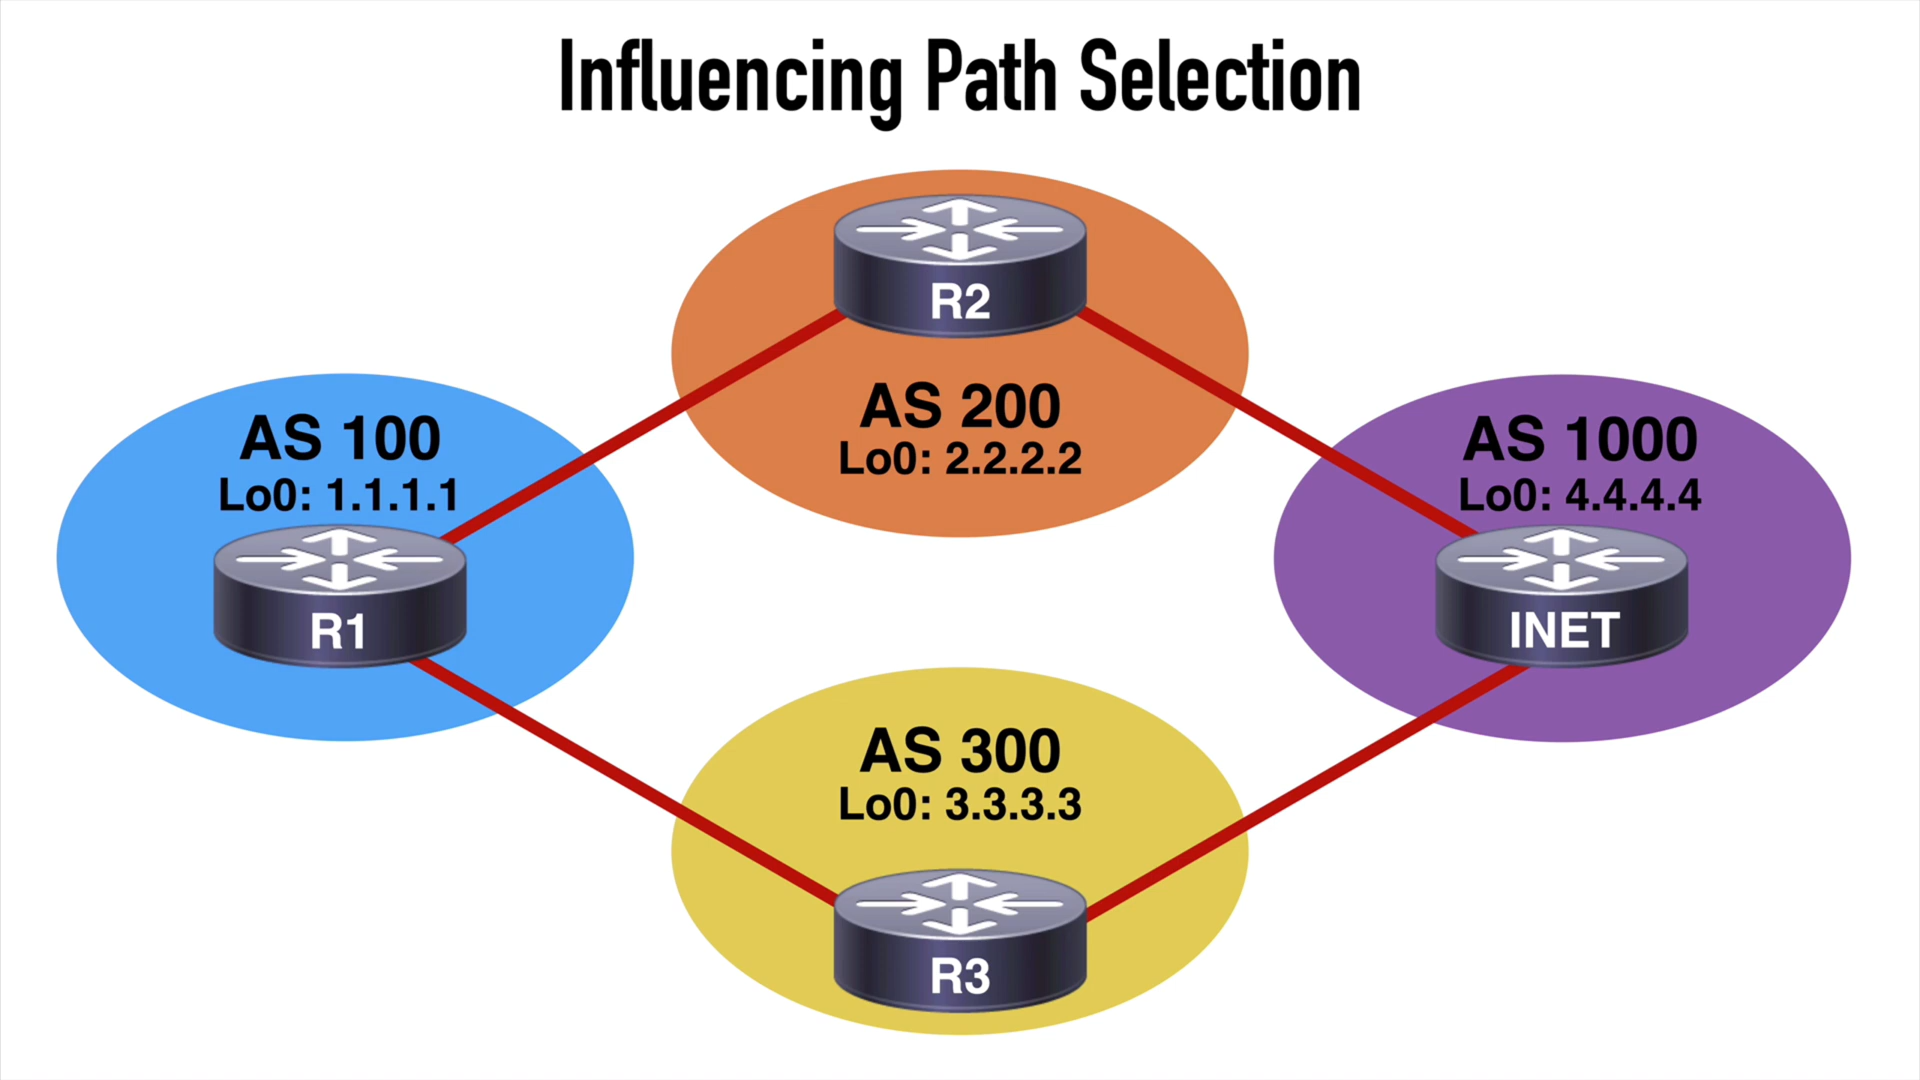 Influencing Path Selection
R2
AS 200
Lo0: 2.2.2.2
AS 100
Lo0: 1.1.1.1
R1
AS 1000
Lo0: 4.4.4.4
INET
AS 300
Lo0: 3.3.3.3
R3